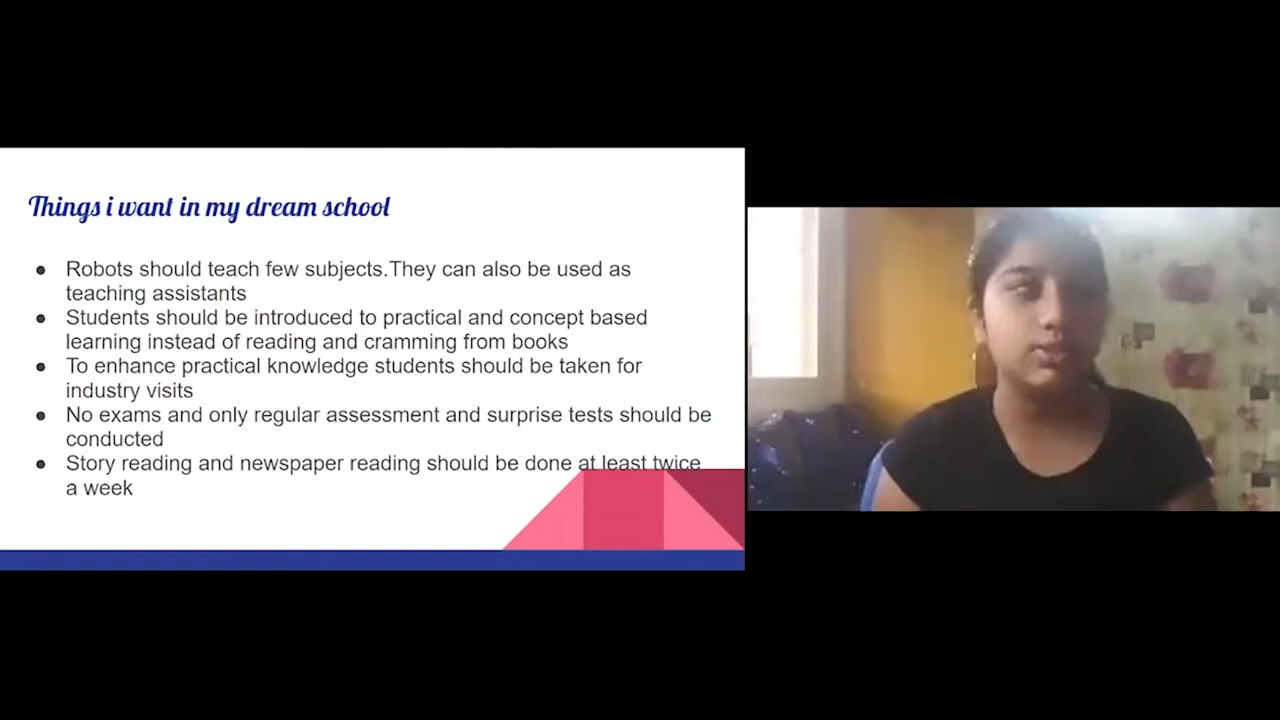 Things i want in my dream school
● Robots should teach few subjects.They can also be used as
teaching assistants
● Students should be introduced to practical and concept based
learning instead of reading and cramming from books
● To enhance practical knowledge students should be taken for
industry visits
● No exams and only regular assessment and surprise tests should be
conducted
● Story reading and newspaper reading should be done at least twice
a week